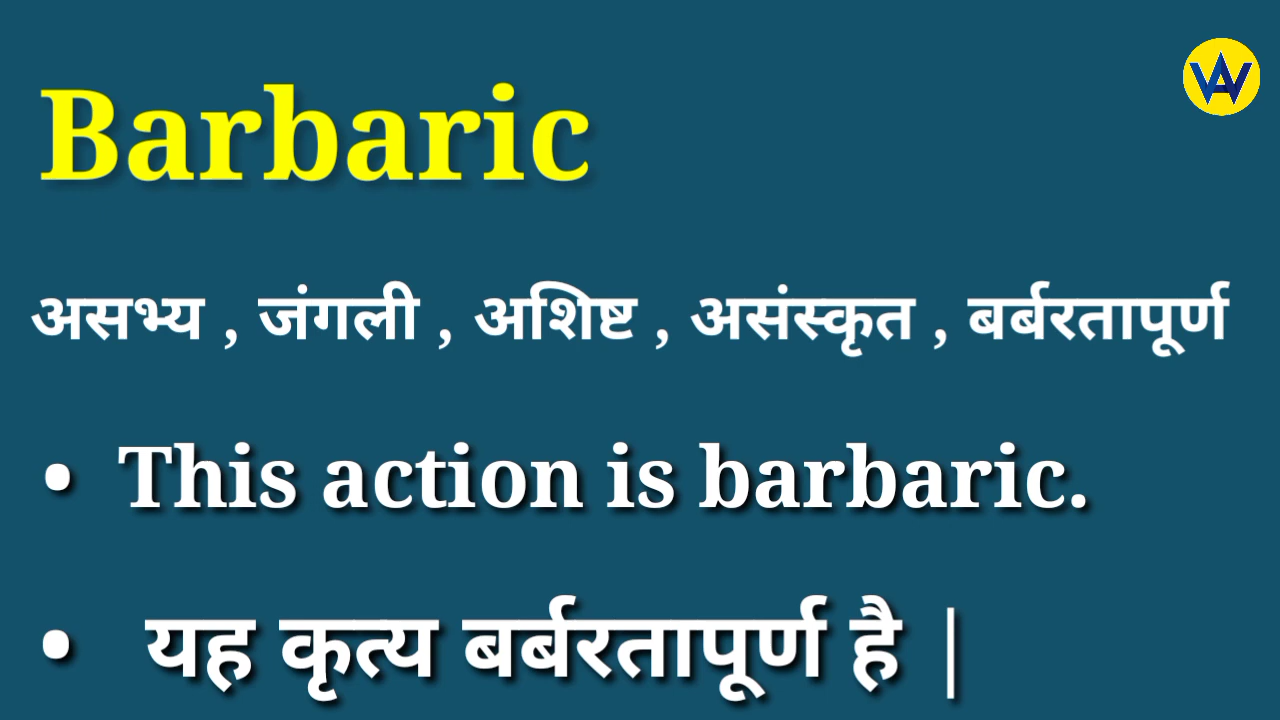 Barbaric
असभ्य , जंगली , अशिष्ट , असंस्कृत , बर्बरतापूर्ण
• This action is barbaric.
• यह कृत्य बर्बरतापूर्ण है |